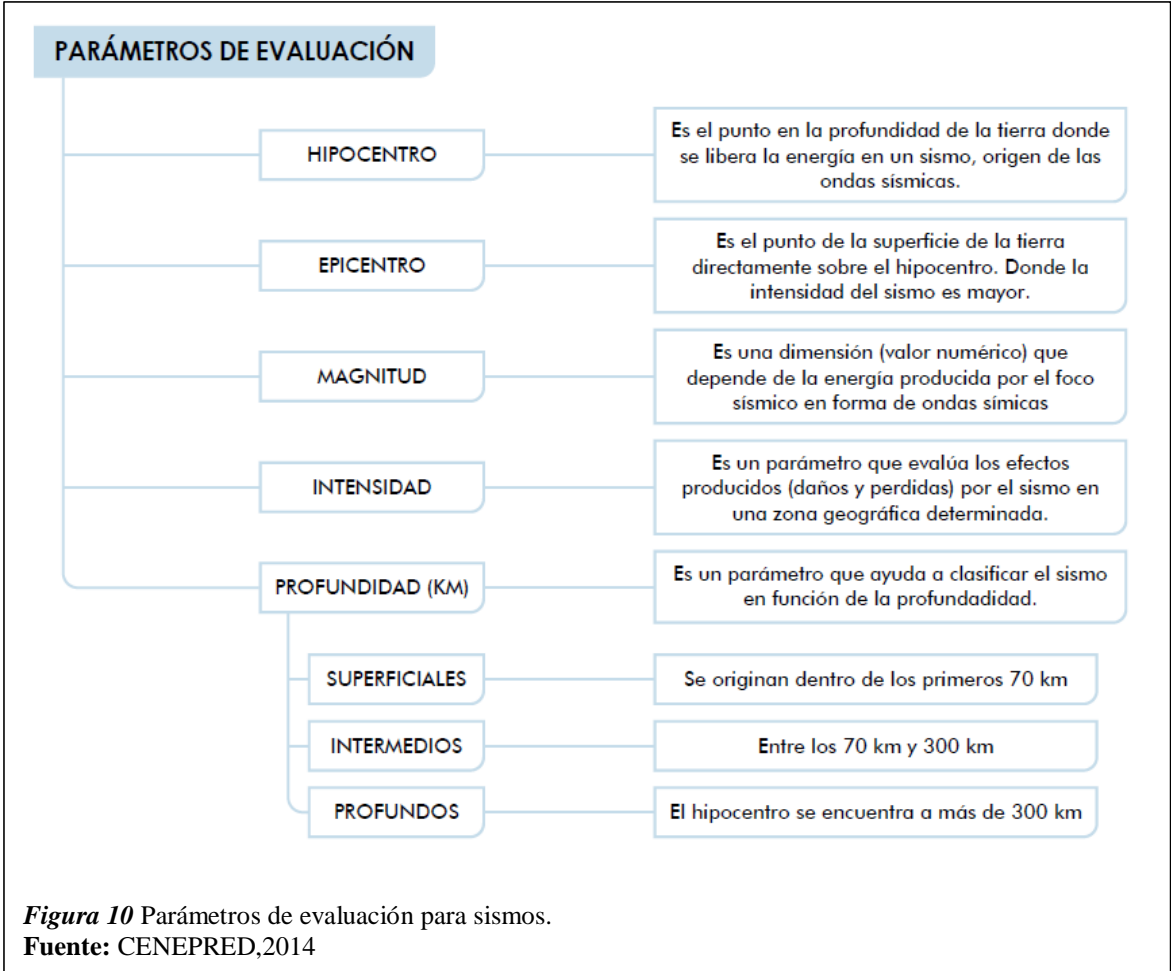 PARÁMETROS DE EVALUACIÓN
HIPOCENTRO
Es el punto en la profundidad de la tierra donde
se libera la energía en un sismo, origen de las
ondas sísmicas.
EPICENTRO
Es el punto de la superficie de la tierra
directamente sobre el hipocentro. Donde la
intensidad del sismo es mayor.
MAGNITUD
Es una dimensión (valor numérico) que
depende de la energía producida por el foco
sísmico en forma de ondas símicas
INTENSIDAD
Es un parámetro que evalúa los efectos
producidos (daños y perdidas) por el sismo en
una zona geográfica determinada.
PROFUNDIDAD (KM)
Es un parámetro que ayuda a clasificar el sismo
en función de la profundadidad.
SUPERFICIALES
Se originan dentro de los primeros 70 km
INTERMEDIOS
Entre los 70 km y 300 km
PROFUNDOS
El hipocentro se encuentra a más de 300 km
Figura 10 Parámetros de evaluación para sismos.
Fuente: CENEPRED,2014